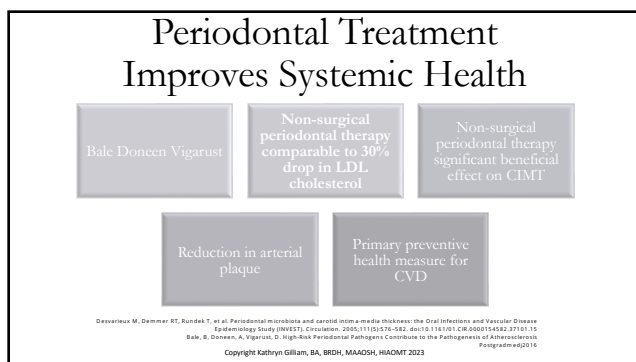 Periodontal Treatment
Improves Systemic Health
Bale Doneen Vigarust
Non-surgical
periodontal therapy
comparable to 30%
drop in LDL
cholesterol
Non-surgical
periodontal therapy
significant beneficial
effect on CIMT
Reduction in arterial
plaque
Primary preventive
health measure for
CVD
Desvarieux M, Demmer RT, Rundek T, et al. Periodontal microbiota and carotid intima-media thickness: the Oral Infections and Vascular Disease
Epidemiology Study (INVEST). Circulation. 2005;111(5):576-582. doi:10.1161/01.CIR.0000154582.37101.15
Bale, B, Doneen, A, Vigarust, D. High-Risk Periodontal Pathogens Contribute to the Pathogenesis of Atherosclerosis
Postgradmedj2016
Copyright Kathryn Gilliam, BA, BRDH, MAAOSH, HIAOMT 2023